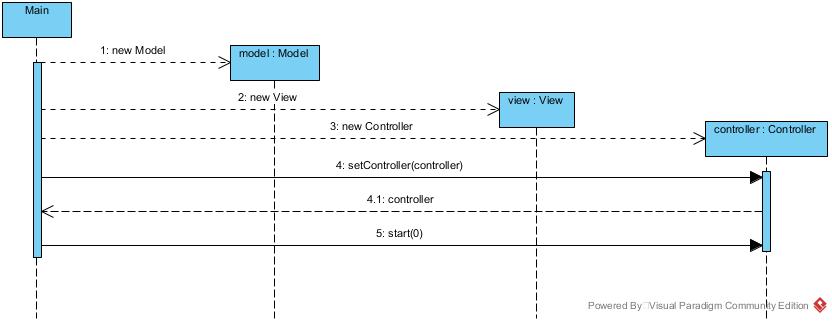 Main
1: new Model
model : Model
2: new View
view : View
3: new Controller
controller : Controller
4: setController(controller)
4.1: controller
5: start(0)
Powered By Visual Paradigm Community Edition